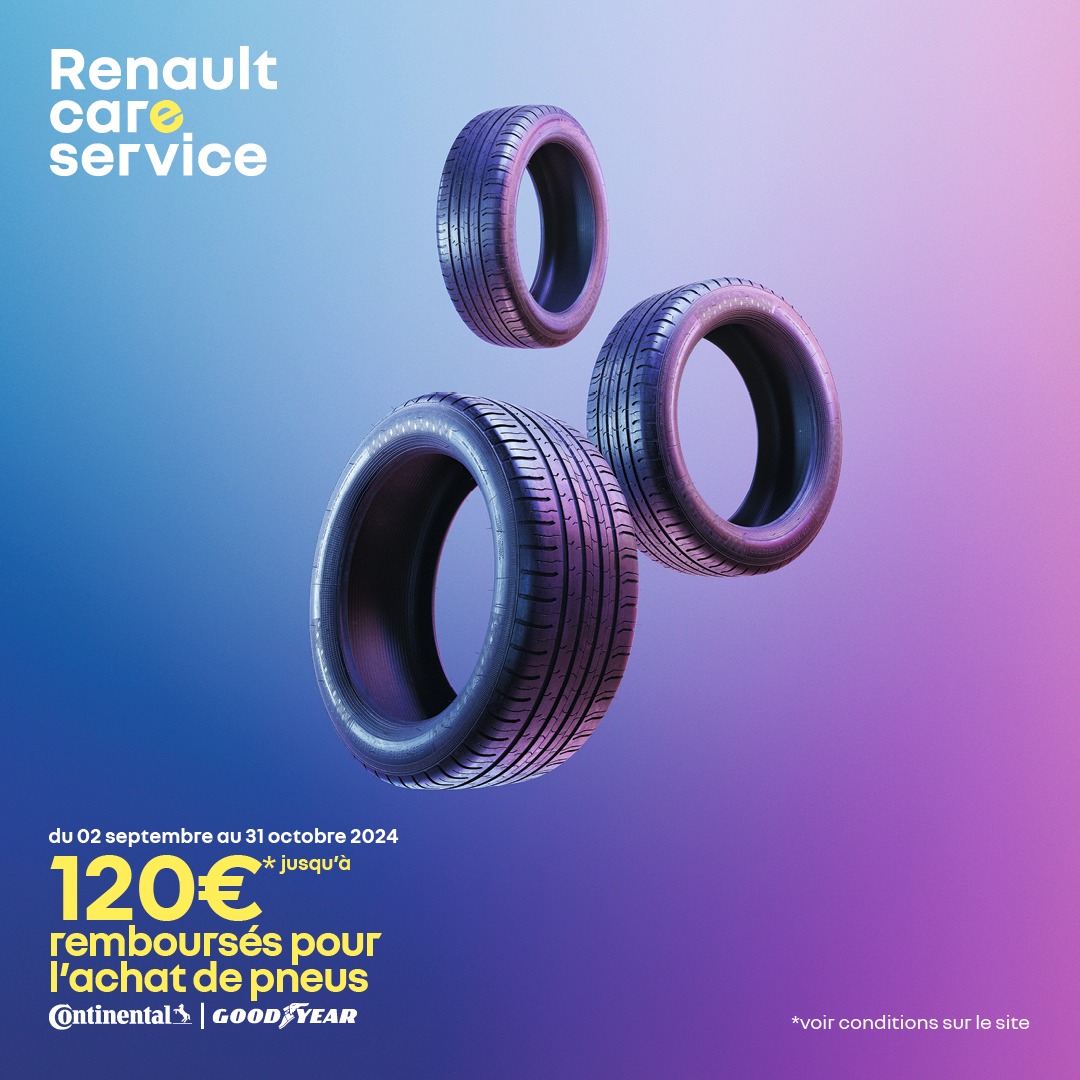 Renault
care
service
du 02 septembre au 31 octobre 2024
120€* jusqu'à
remboursés pour
l'achat de pneus
Continental | GOODYEAR
*voir conditions sur le site